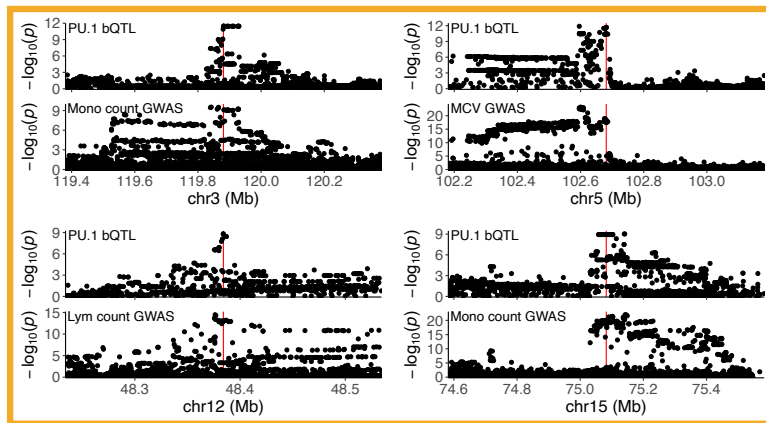 PU.1 bQTL
− log₁₀(p)
12
9
6
3
0
Mono count GWAS
− log₁₀(p)
9
6
3
0
119.4 119.6 119.8 120.0 120.2
chr3 (Mb)
PU.1 bQTL
− log₁₀(p)
12
9
6
3
0
MCV GWAS
− log₁₀(p)
20
15
10
5
0
102.2 102.4 102.6 102.8 103.0
chr5 (Mb)
PU.1 bQTL
− log₁₀(p)
9
6
3
0
Lym count GWAS
− log₁₀(p)
15
10
5
0
48.3 48.4 48.5
chr12 (Mb)
PU.1 bQTL
− log₁₀(p)
9
6
3
0
Mono count GWAS
− log₁₀(p)
20
15
10
5
0
74.6 74.8 75.0 75.2 75.4
chr15 (Mb)